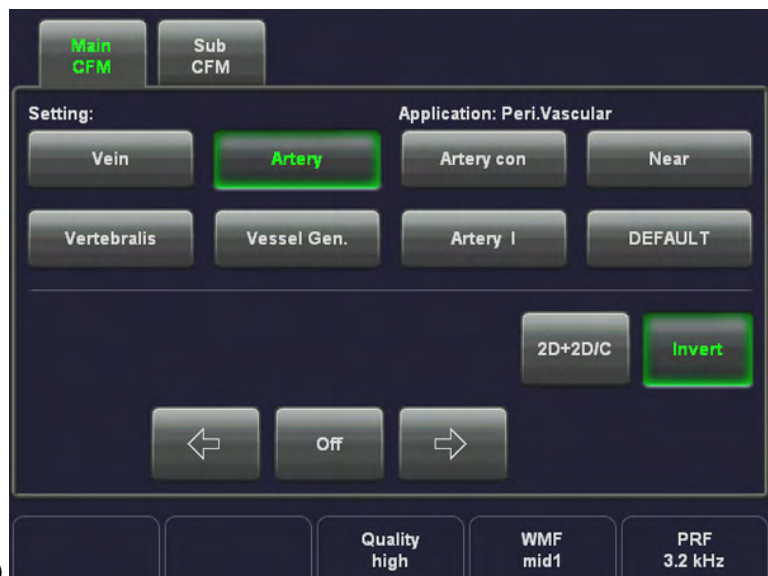 Main
CFM
Sub
CFM
Setting:
Application: Peri.Vascular
Vein
Artery
Artery con
Near
Vertebralis
Vessel Gen.
Artery I
DEFAULT
2D+2D/C
Invert
Off
Quality
high
WMF
mid1
PRF
3.2 kHz